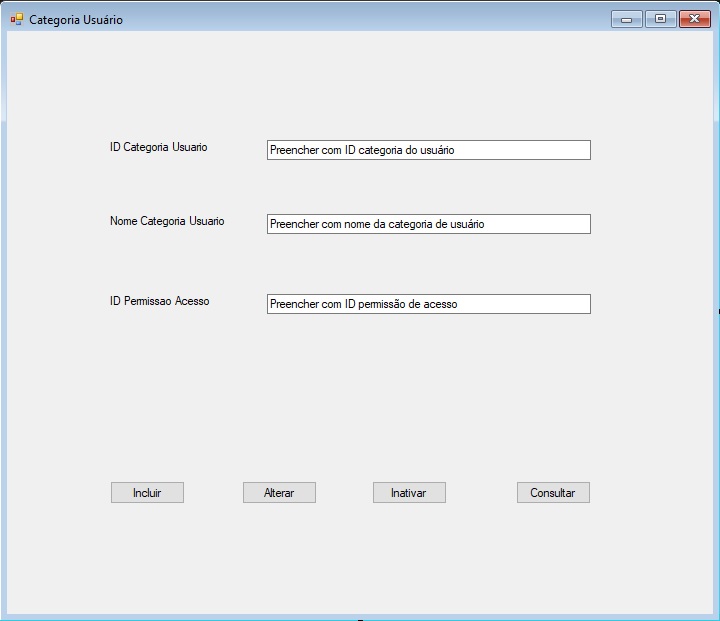 Categoria Usuário
ID Categoria Usuario
Preencher com ID categoria do usuário
Nome Categoria Usuario
Preencher com nome da categoria de usuário
ID Permissao Acesso
Preencher com ID permissão de acesso
Incluir Alterar Inativar Consultar